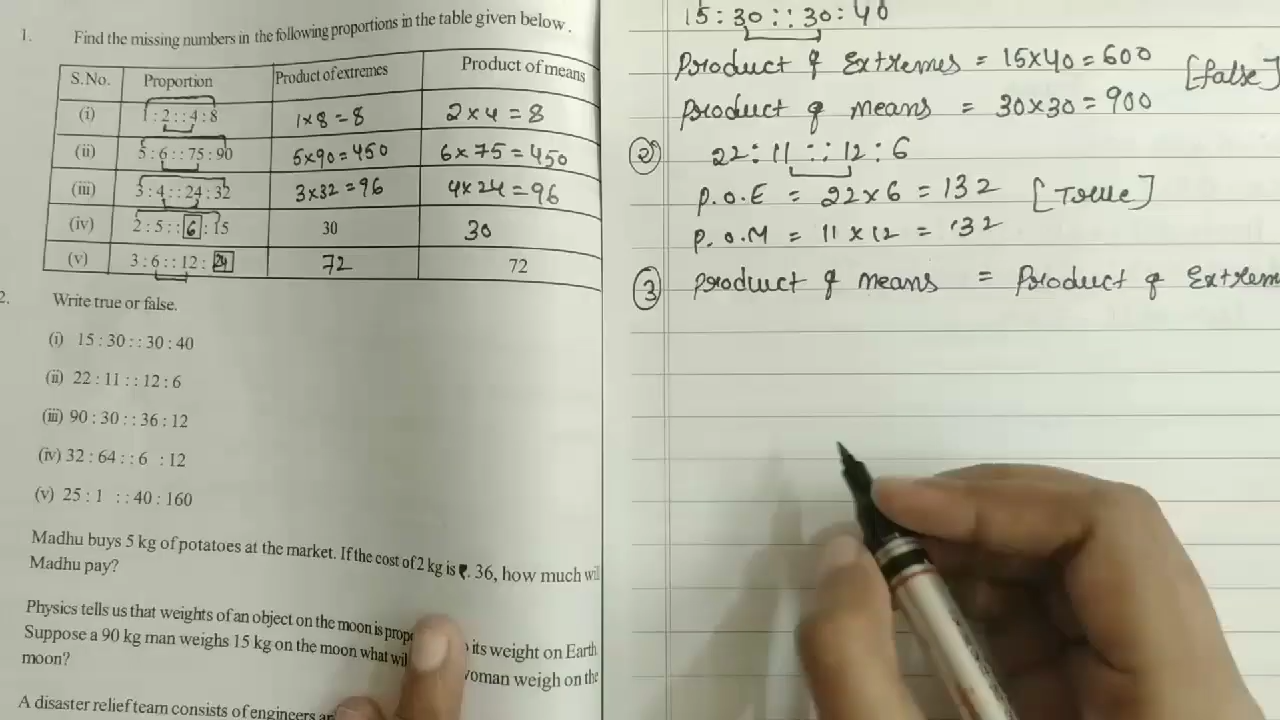 1. Find the missing numbers in the following proportions in the table given below.
S.No. Proportion Product of extremes Product of means
(i) 1 : 2 : : 4 : 8 1 × 8 = 8 2 × 4 = 8
(ii) 5 : 6 : : 75 : 90 5×90 = 450 6 × 75 = 450
(iii) 3 : 4 : : 24 : 32 3×32 = 96 4×24 = 96
(iv) 2 : 5 : : 6 : 15 30 30
(v) 3 : 6 : : 12 : 24 72 72
2. Write true or false.
(i) 15 : 30 : : 30 : 40
(ii) 22 : 11 : : 12 : 6
(iii) 90 : 30 : : 36 : 12
(iv) 32 : 64 : : 6 : 12
(v) 25 : 1 : : 40 : 160
Madhu buys 5 kg of potatoes at the market. If the cost of 2 kg is ₹. 36, how much will
Madhu pay?
Physics tells us that weights of an object on the moon is its weight on Earth
Suppose a 90 kg man weighs 15 kg on the moon what woman weigh on the
moon?
A disaster relief team consists of engineers
15 : 30 : : 30 : 40
Product of Extremes = 15×40 = 600 [false]
Product of means = 30×30 = 900
② 22 : 11 : : 12 : 6
P.O.E = 22×6 = 132 [True]
P.O.M = 11 × 12 = 132
③ Product of means = Product of Extrem